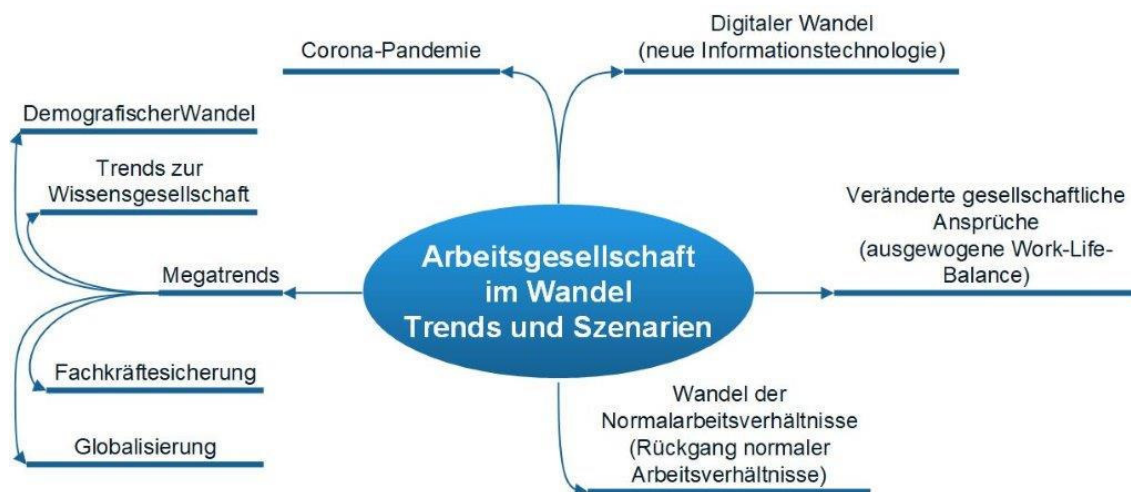 Corona-Pandemie
Digitaler Wandel
(neue Informationstechnologie)
DemografischerWandel
Trends zur
Wissensgesellschaft
Megatrends
Fachkräftesicherung
Globalisierung
Arbeitsgesellschaft
im Wandel
Trends und Szenarien
Veränderte gesellschaftliche
Ansprüche
(ausgewogene Work-Life-
Balance)
Wandel der
Normalarbeitsverhältnisse
(Rückgang normaler
Arbeitsverhältnisse)